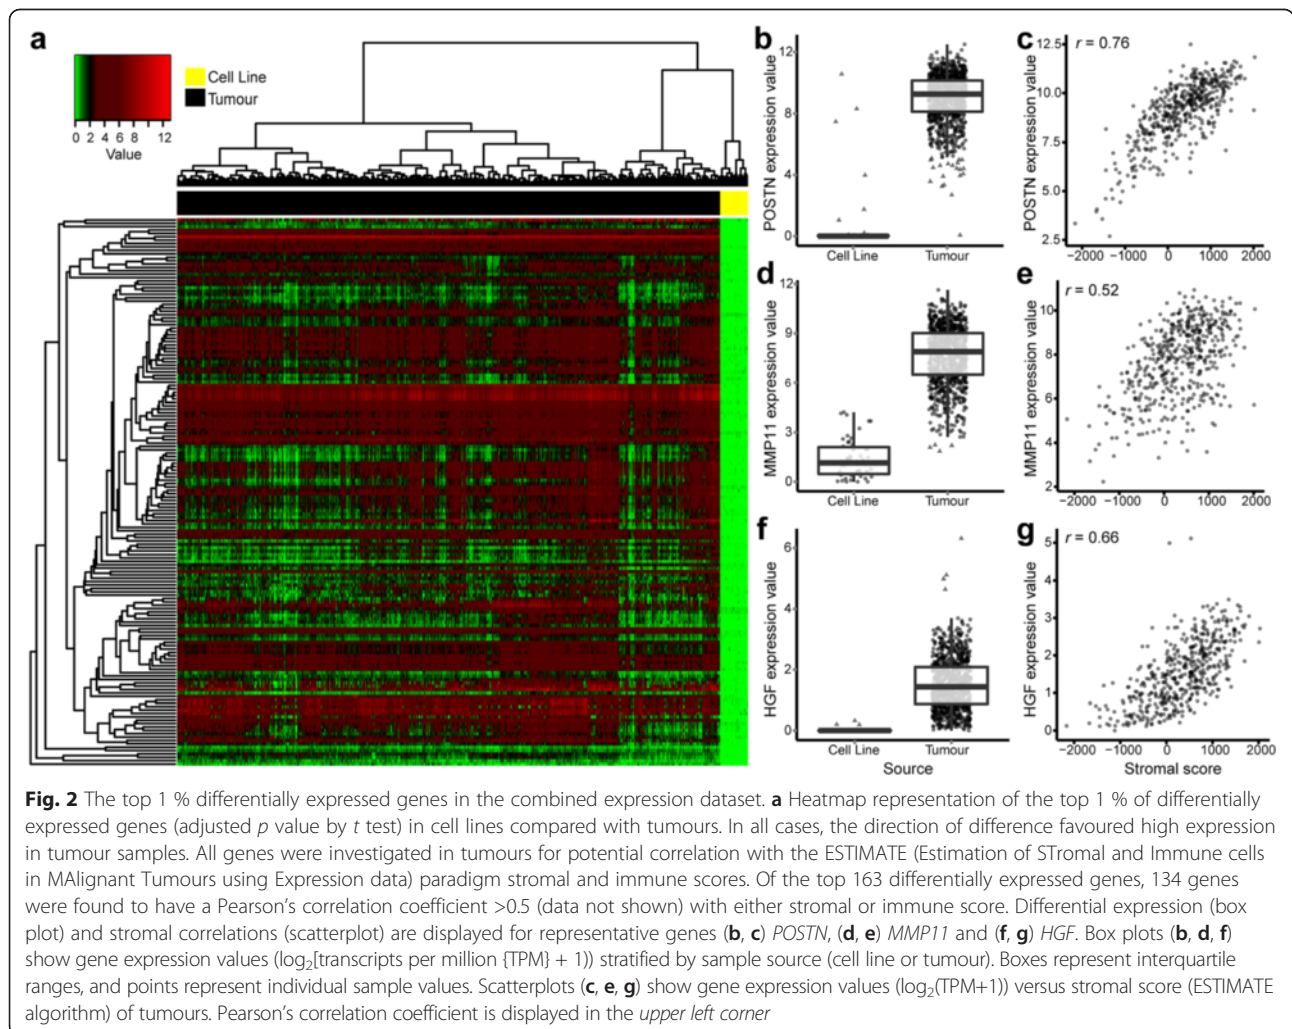 a
0 2 4 6 8 12
Value
Cell Line
Tumour
b
POSTN expression value
12
8
4
0
Cell Line Tumour
c
r = 0.76
POSTN expression value
12.5
10.0
7.5
5.0
2.5
−2000 −1000 0 1000 2000
d
MMP11 expression value
12
9
6
3
0
Cell Line Tumour
e
r = 0.52
MMP11 expression value
10
8
6
4
2
−2000 −1000 0 1000 2000
f
HGF expression value
6
4
2
0
Cell Line Tumour
Source
g
r = 0.66
HGF expression value
5
4
3
2
1
0
−2000 −1000 0 1000 2000
Stromal score
Fig. 2 The top 1 % differentially expressed genes in the combined expression dataset. a Heatmap representation of the top 1 % of differentially
expressed genes (adjusted p value by t test) in cell lines compared with tumours. In all cases, the direction of difference favoured high expression
in tumour samples. All genes were investigated in tumours for potential correlation with the ESTIMATE (Estimation of STromal and Immune cells
in MAlignant Tumours using Expression data) paradigm stromal and immune scores. Of the top 163 differentially expressed genes, 134 genes
were found to have a Pearson's correlation coefficient >0.5 (data not shown) with either stromal or immune score. Differential expression (box
plot) and stromal correlations (scatterplot) are displayed for representative genes (b, c) POSTN, (d, e) MMP11 and (f, g) HGF. Box plots (b, d, f)
show gene expression values (log₂[transcripts per million {TPM} + 1)) stratified by sample source (cell line or tumour). Boxes represent interquartile
ranges, and points represent individual sample values. Scatterplots (c, e, g) show gene expression values (log₂(TPM+1)) versus stromal score (ESTIMATE
algorithm) of tumours. Pearson's correlation coefficient is displayed in the upper left corner